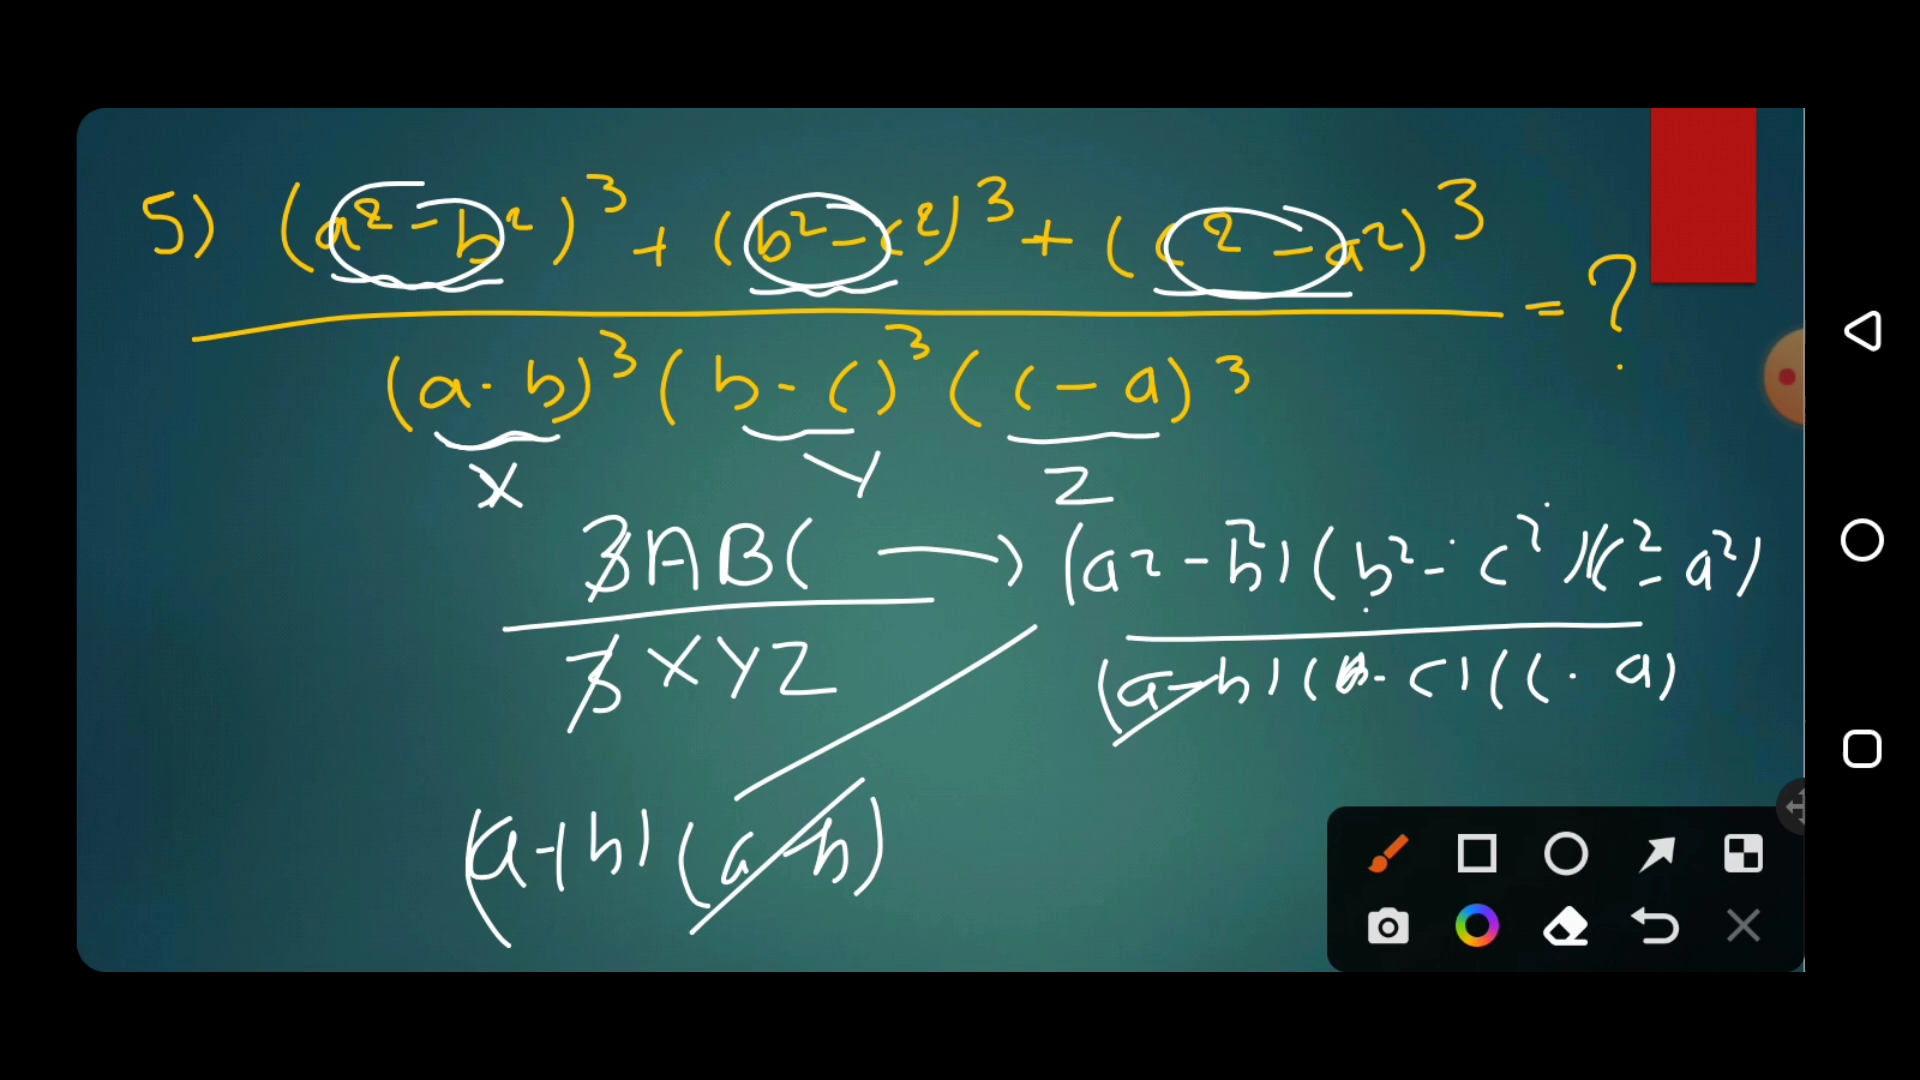 5) (a² - b²)³ + (b² - c²)³ + (c² - a²)³
= ?
(a - b)³ (b - c)³ (c - a)³
X Y Z
3ABC → (a² - b²) (b² - c²) (c² - a²)
3XYZ (a - b) (b - c) (c - a)
(a + b) (a - b)